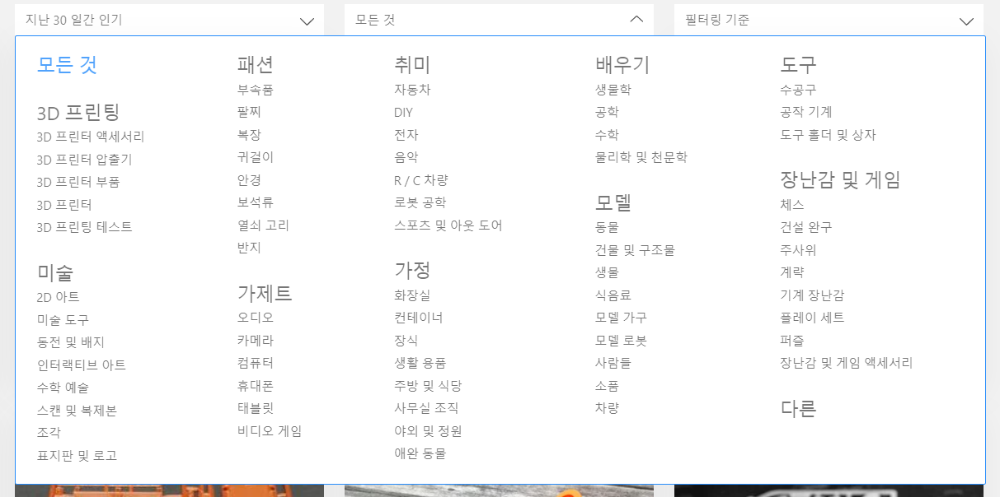 지난 30 일간 인기
모든 것
필터링 기준
모든 것
3D 프린팅
3D 프린터 액세서리
3D 프린터 압출기
3D 프린터 부품
3D 프린터
3D 프린팅 테스트
미술
2D 아트
미술 도구
동전 및 배지
인터랙티브 아트
수학 예술
스캔 및 복제본
조각
표지판 및 로고
패션
부속품
팔찌
복장
귀걸이
안경
보석류
열쇠 고리
반지
가제트
오디오
카메라
컴퓨터
휴대폰
태블릿
비디오 게임
취미
자동차
DIY
전자
음악
R / C 차량
로봇 공학
스포츠 및 아웃 도어
가정
화장실
컨테이너
장식
생활 용품
주방 및 식당
사무실 조직
야외 및 정원
애완 동물
배우기
생물학
공학
수학
물리학 및 천문학
모델
동물
건물 및 구조물
생물
식음료
모델 가구
모델 로봇
사람들
소품
차량
도구
수공구
공작 기계
도구 홀더 및 상자
장난감 및 게임
체스
건설 완구
주사위
계략
기계 장난감
플레이 세트
퍼즐
장난감 및 게임 액세서리
다른